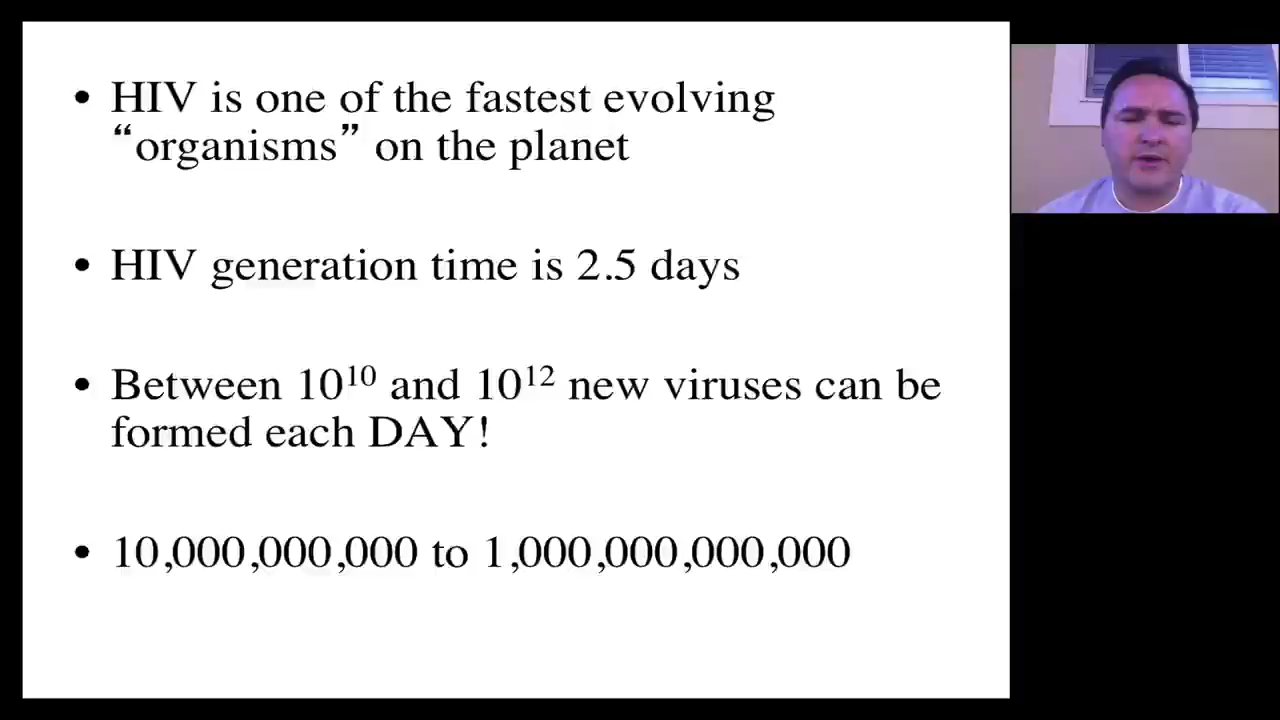 • HIV is one of the fastest evolving
“organisms” on the planet
• HIV generation time is 2.5 days
• Between 10¹⁰ and 10¹² new viruses can be
formed each DAY!
• 10,000,000,000 to 1,000,000,000,000